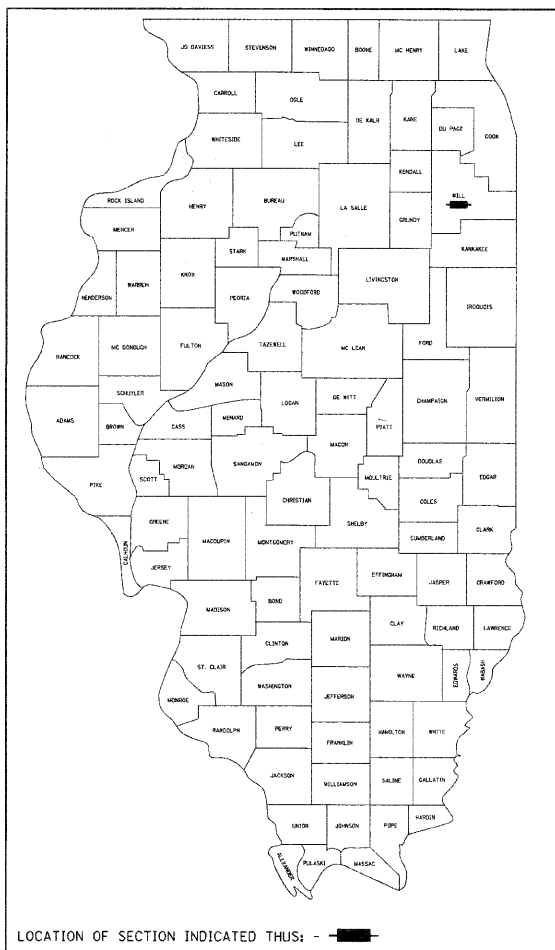 JO DAVIESS
STEVENSON
WINNEBAGO
BOONE
MC HENRY
LAKE
CARROLL
OGLE
DE KALB
KANE
DU PAGE
COOK
WHITESIDE
LEE
KENDALL
WILL
ROCK ISLAND
HENRY
BUREAU
LA SALLE
GRUNDY
MERCER
PUTNAM
KANKAKEE
STARK
MARSHALL
KNOX
LIVINGSTON
HENDERSON
WARREN
PEORIA
WOODFORD
IROQUOIS
HANCOCK
MC DONOUGH
FULTON
TAZEWELL
MC LEAN
FORD
MASON
SCHUYLER
LOGAN
DE WITT
CHAMPAIGN
VERMILION
ADAMS
BROWN
CASS
MENARD
PIATT
MACON
PIKE
SCOTT
MORGAN
SANGAMON
MOULTRIE
DOUGLAS
EDGAR
CHRISTIAN
COLES
GREENE
SHELBY
CALHOUN
MACOUPIN
MONTGOMERY
CUMBERLAND
CLARK
JERSEY
FAYETTE
EFFINGHAM
JASPER
CRAWFORD
MADISON
BOND
CLAY
RICHLAND
LAWRENCE
CLINTON
MARION
ST. CLAIR
WAYNE
EDWARDS
WABASH
WASHINGTON
JEFFERSON
MONROE
RANDOLPH
PERRY
HAMILTON
WHITE
FRANKLIN
JACKSON
WILLIAMSON
SALINE
GALLATIN
UNION
JOHNSON
POPE
HARDIN
ALEXANDER
PULASKI
MASSAC
LOCATION OF SECTION INDICATED THUS: -